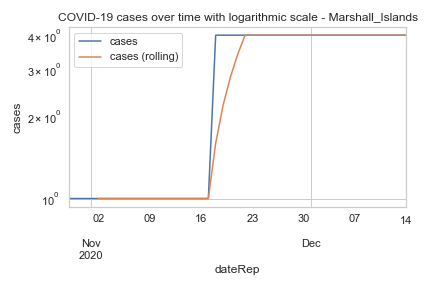 COVID-19 cases over time with logarithmic scale - Marshall_Islands
cases
cases (rolling)
4 × 10⁰
3 × 10⁰
2 × 10⁰
10⁰
cases
02 09 16 23 30 07 14
Nov Dec
2020
dateRep